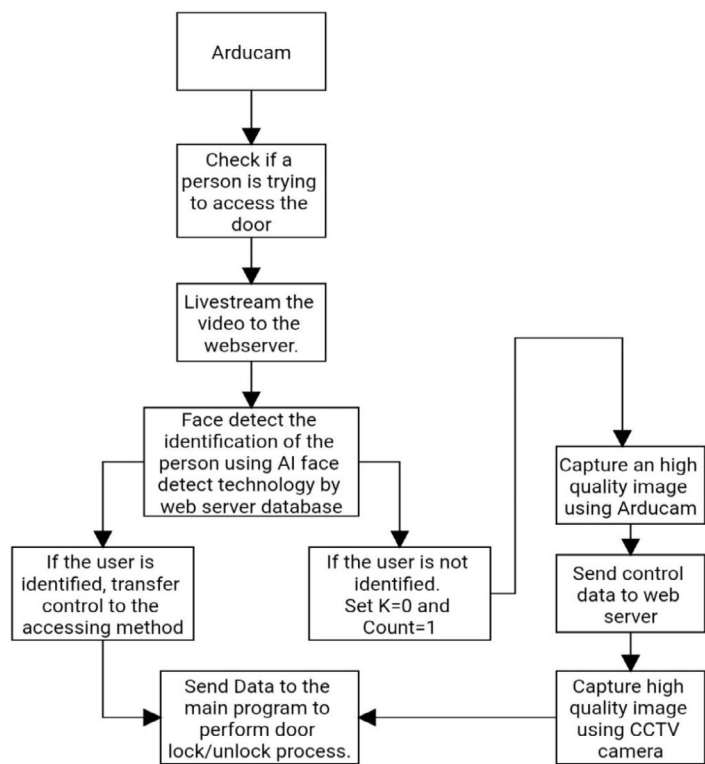 Arducam
Check if a
person is trying
to access the
door
Livestream the
video to the
webserver.
Face detect the
identification of the
person using AI face
detect technology by
web server database
If the user is
identified, transfer
control to the
accessing method
If the user is not
identified.
Set K=0 and
Count=1
Capture an high
quality image
using Arducam
Send control
data to web
server
Capture high
quality image
using CCTV
camera
Send Data to the
main program to
perform door
lock/unlock process.